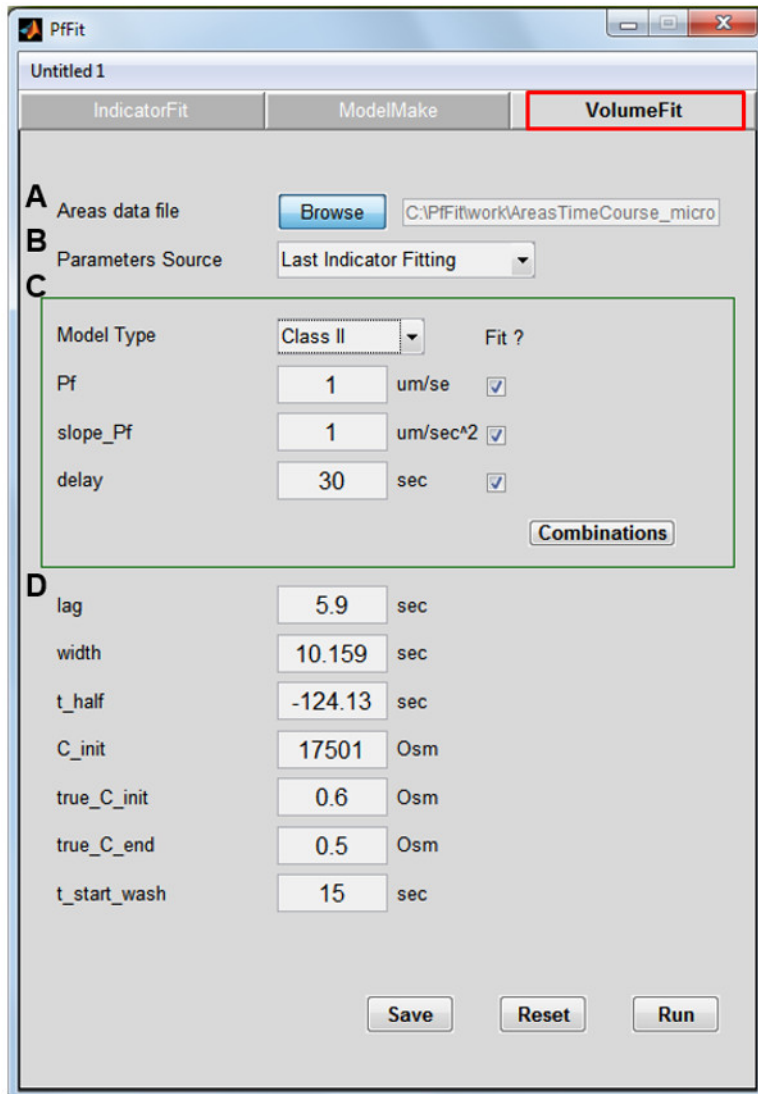 PfFit
Untitled 1
IndicatorFit ModelMake VolumeFit
A
Areas data file Browse C:\PfFit\work\AreasTimeCourse_micro
B
Parameters Source Last Indicator Fitting
C
Model Type Class II Fit ?
Pf 1 um/se
slope_Pf 1 um/sec^2
delay 30 sec
Combinations
D
lag 5.9 sec
width 10.159 sec
t_half -124.13 sec
C_init 17501 Osm
true_C_init 0.6 Osm
true_C_end 0.5 Osm
t_start_wash 15 sec
Save Reset Run